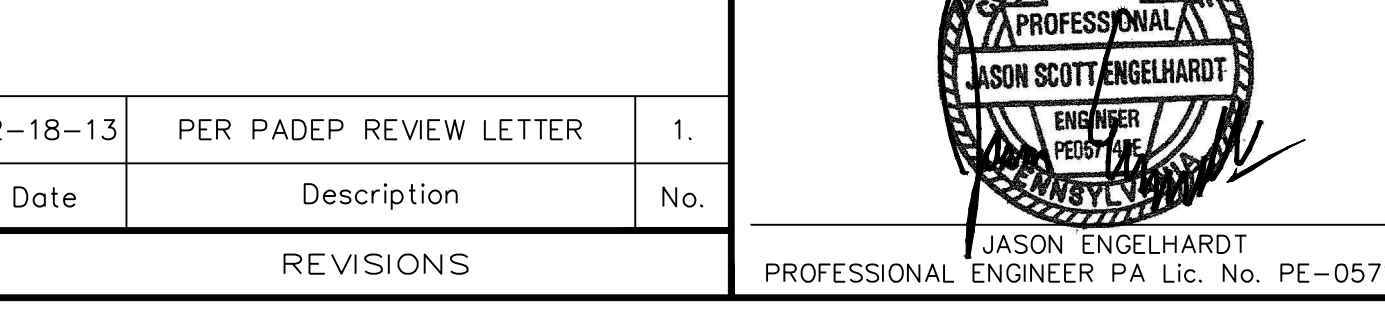 PROFESSIONAL
JASON SCOTT ENGELHARDT
ENGINEER
PENNSYLVANIA
2-18-13 PER PADEP REVIEW LETTER 1.
Date Description No.
REVISIONS
JASON ENGELHARDT
PROFESSIONAL ENGINEER PA Lic. No. PE-057